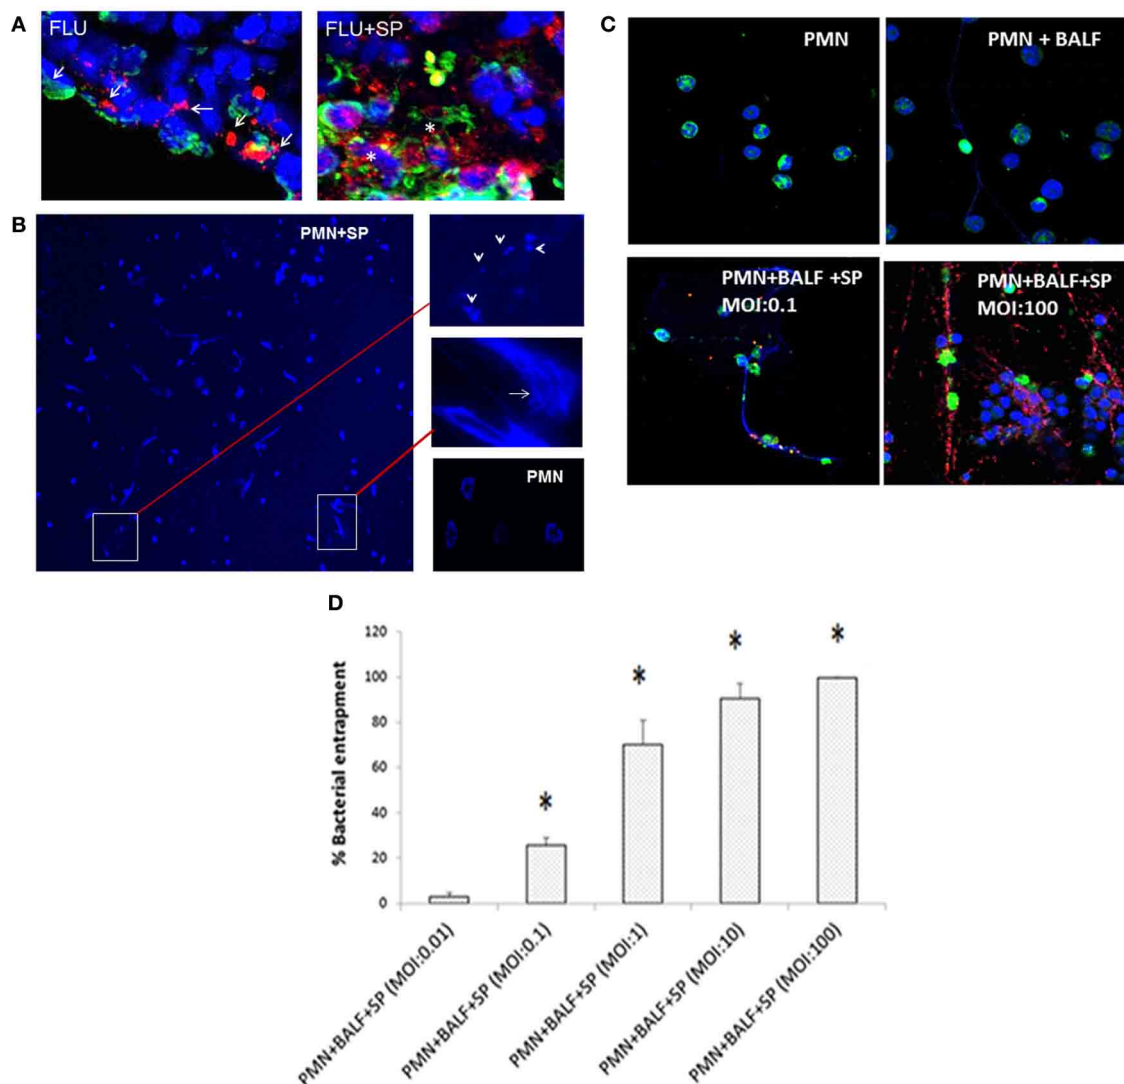 A
FLU
FLU+SP
B
PMN+SP
PMN
C
PMN
PMN + BALF
PMN+BALF +SP
MOI:0.1
PMN+BALF+SP
MOI:100
D
% Bacterial entrapment
120
100
80
60
40
20
0
*
*
*
*
PMN+BALF+SP (MOI:0.01)
PMN+BALF+SP (MOI:0.1)
PMN+BALF+SP (MOI:1)
PMN+BALF+SP (MOI:10)
PMN+BALF+SP (MOI:100)